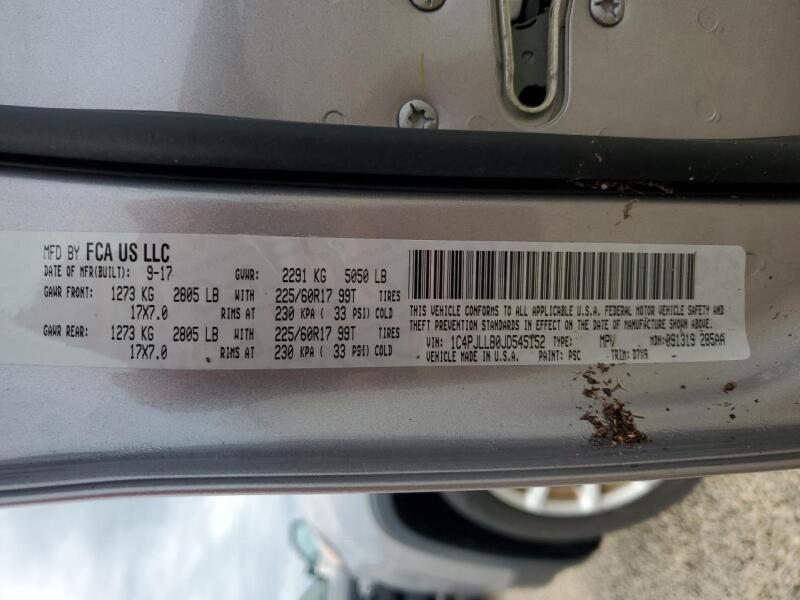 MFD BY FCA US LLC
DATE OF MFR(BUILT): 9-17 GVWR: 2291 KG 5050 LB
GAWR FRONT: 1273 KG 2805 LB WITH 225/60R17 99T TIRES
17X7.0 RIMS AT 230 KPA ( 33 PSI) COLD
GAWR REAR: 1273 KG 2805 LB WITH 225/60R17 99T TIRES
17X7.0 RIMS AT 230 KPA ( 33 PSI) COLD
THIS VEHICLE CONFORMS TO ALL APPLICABLE U.S.A. FEDERAL MOTOR VEHICLE SAFETY AND
THEFT PREVENTION STANDARDS IN EFFECT ON THE DATE OF MANUFACTURE SHOWN ABOVE.
VIN: 1C4PJLLB0JD545152 TYPE: MPV MDH:091319 285AA
VEHICLE MADE IN U.S.A. PAINT: PSC TRIM: D7X9